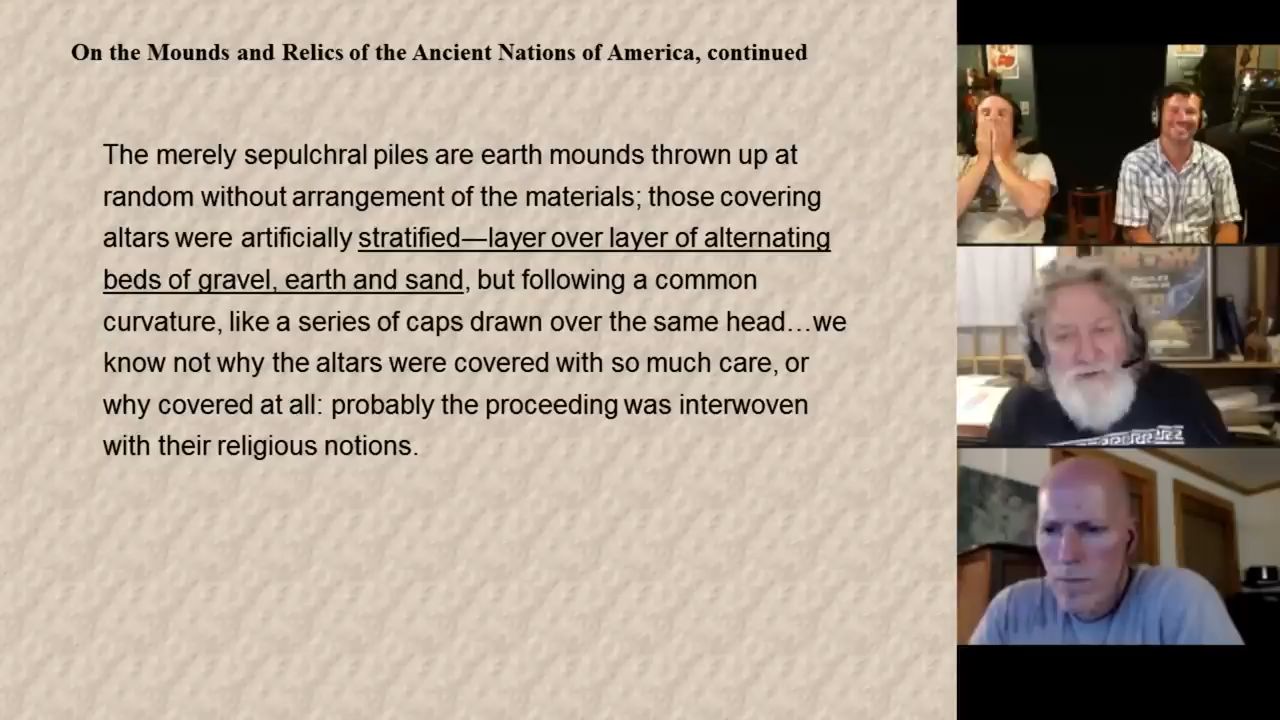 On the Mounds and Relics of the Ancient Nations of America, continued
The merely sepulchral piles are earth mounds thrown up at
random without arrangement of the materials; those covering
altars were artificially stratified—layer over layer of alternating
beds of gravel, earth and sand, but following a common
curvature, like a series of caps drawn over the same head…we
know not why the altars were covered with so much care, or
why covered at all: probably the proceeding was interwoven
with their religious notions.